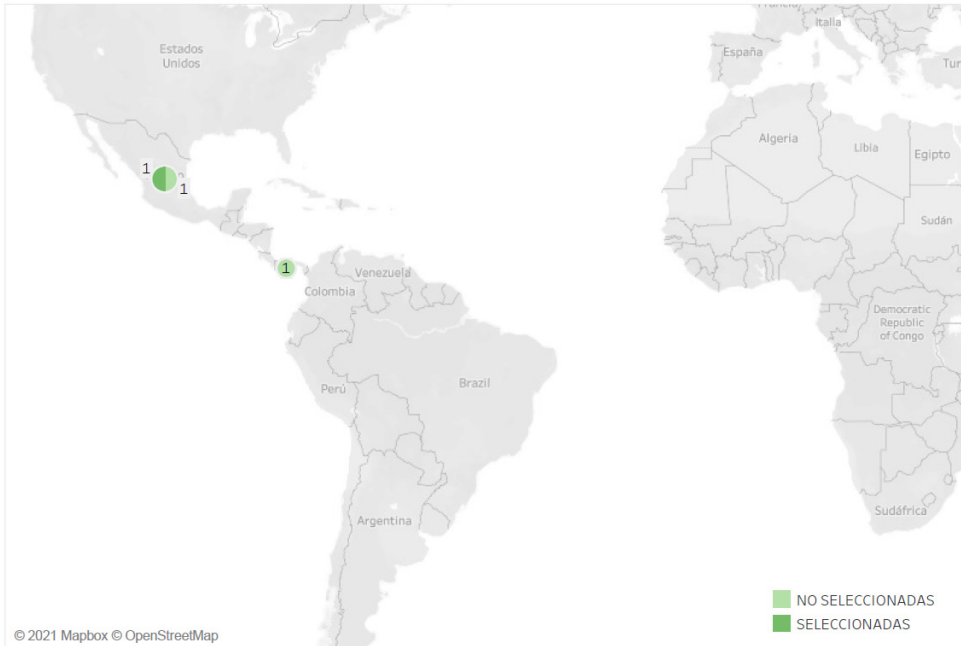 Francia
Italia
Estados
Unidos
España
Tur
Algeria
Libia
Egipto
1
1
Sudán
1
Venezuela
Colombia
Democratic
Republic
of Congo
Perú
Brazil
Sudáfrica
Argentina
NO SELECCIONADAS
SELECCIONADAS
© 2021 Mapbox © OpenStreetMap